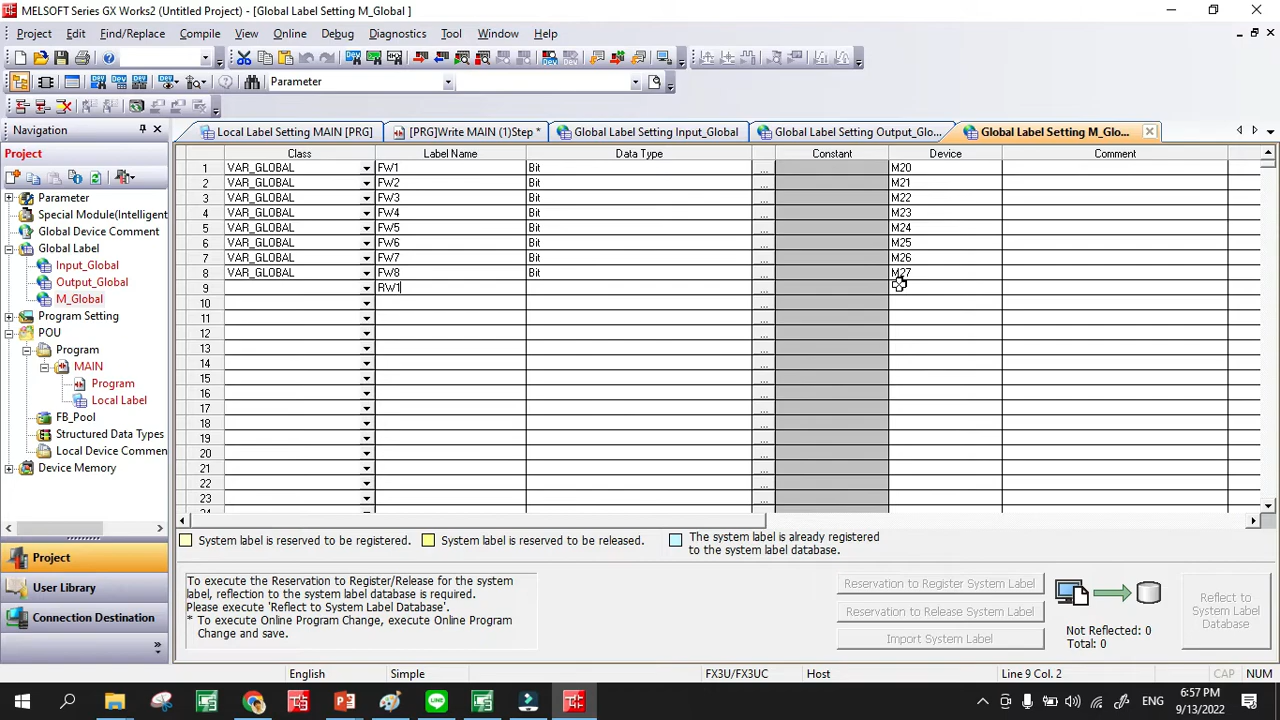 MELSOFT Series GX Works2 (Untitled Project) - [Global Label Setting M_Global ]
Project Edit Find/Replace Compile View Online Debug Diagnostics Tool Window Help
Parameter
Navigation
Local Label Setting MAIN [PRG]
[PRG]Write MAIN (1)Step *
Global Label Setting Input_Global
Global Label Setting Output_Glo...
Global Label Setting M_Glo...
Project
Parameter
Special Module(Intelligent
Global Device Comment
Global Label
Input_Global
Output_Global
M_Global
Program Setting
POU
Program
MAIN
Program
Local Label
FB_Pool
Structured Data Types
Local Device Commen
Device Memory
Class Label Name Data Type Constant Device Comment
1 VAR_GLOBAL FW1 Bit ... M20
2 VAR_GLOBAL FW2 Bit ... M21
3 VAR_GLOBAL FW3 Bit ... M22
4 VAR_GLOBAL FW4 Bit ... M23
5 VAR_GLOBAL FW5 Bit ... M24
6 VAR_GLOBAL FW6 Bit ... M25
7 VAR_GLOBAL FW7 Bit ... M26
8 VAR_GLOBAL FW8 Bit ... M27
9 RW1 ...
10 ...
11 ...
12 ...
13 ...
14 ...
15 ...
16 ...
17 ...
18 ...
19 ...
20 ...
21 ...
22 ...
23 ...
Project
User Library
Connection Destination
System label is reserved to be registered.
System label is reserved to be released.
The system label is already registered
to the system label database.
To execute the Reservation to Register/Release for the system
label, reflection to the system label database is required.
Please execute 'Reflect to System Label Database'.
* To execute Online Program Change, execute Online Program
Change and save.
Reservation to Register System Label
Reservation to Release System Label
Import System Label
Not Reflected: 0
Total: 0
Reflect to
System Label
Database
English Simple FX3U/FX3UC Host Line 9 Col. 2 CAP NUM
ENG
6:57 PM
9/13/2022